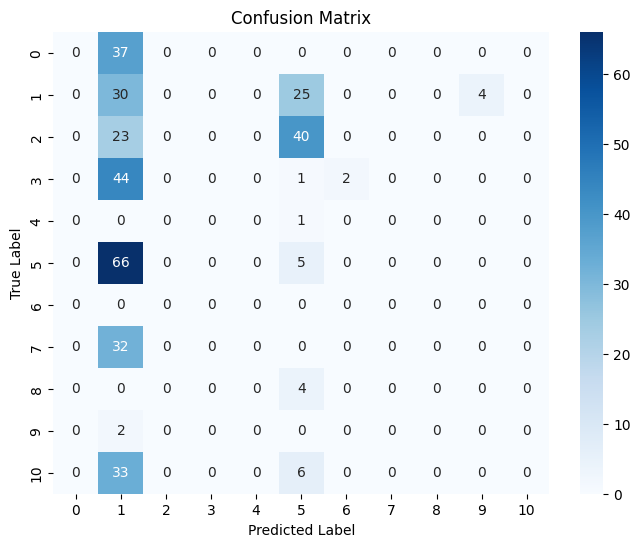 Confusion Matrix
0 0 37 0 0 0 0 0 0 0 0 0
1 0 30 0 0 0 25 0 0 0 4 0
2 0 23 0 0 0 40 0 0 0 0 0
3 0 44 0 0 0 1 2 0 0 0 0
4 0 0 0 0 0 1 0 0 0 0 0
5 0 66 0 0 0 5 0 0 0 0 0
6 0 0 0 0 0 0 0 0 0 0 0
7 0 32 0 0 0 0 0 0 0 0 0
8 0 0 0 0 0 4 0 0 0 0 0
9 0 2 0 0 0 0 0 0 0 0 0
10 0 33 0 0 0 6 0 0 0 0 0
0 1 2 3 4 5 6 7 8 9 10
Predicted Label
True Label
60
50
40
30
20
10
0